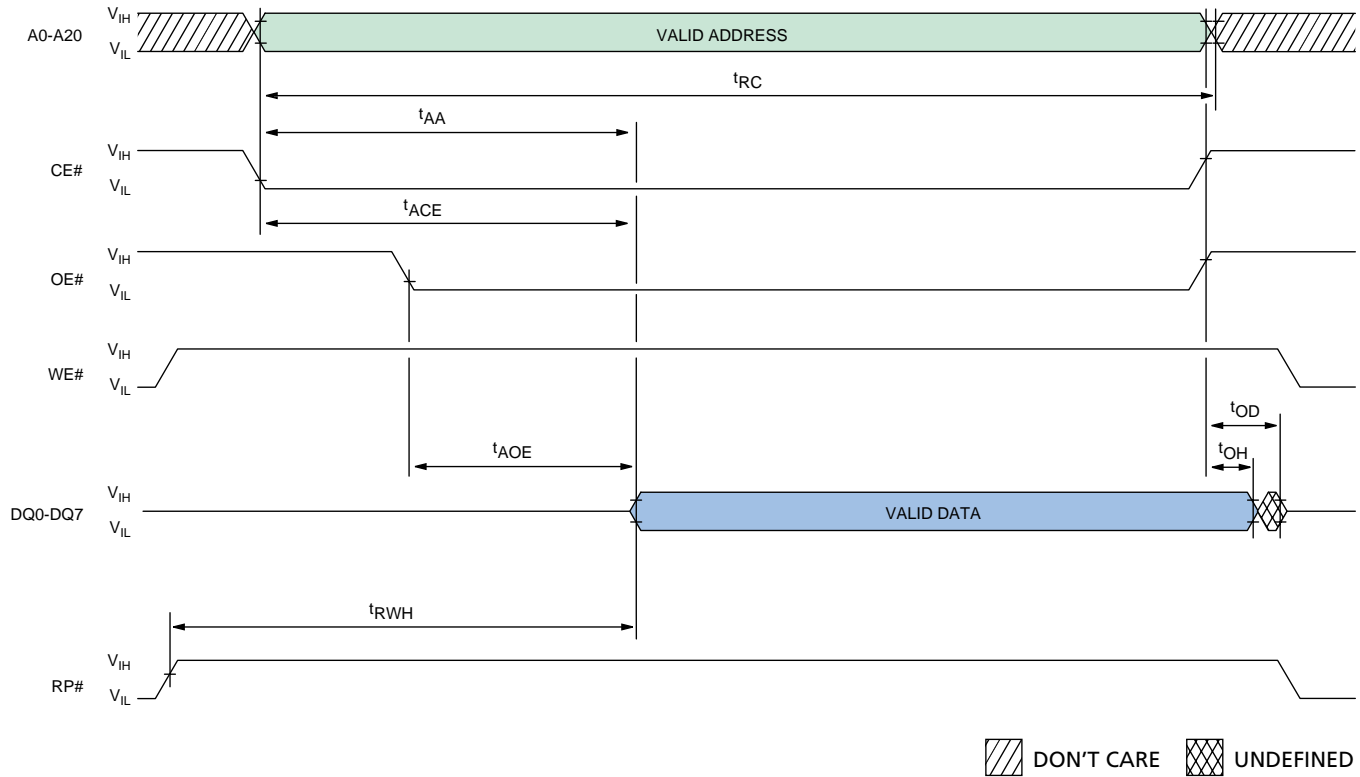 A0-A20
VIH
VIL
VALID ADDRESS
tRC
tAA
CE#
VIH
VIL
tACE
OE#
VIH
VIL
WE#
VIH
VIL
tOD
tAOE
tOH
DQ0-DQ7
VIH
VIL
VALID DATA
tRWH
RP#
VIH
VIL
DON'T CARE
UNDEFINED